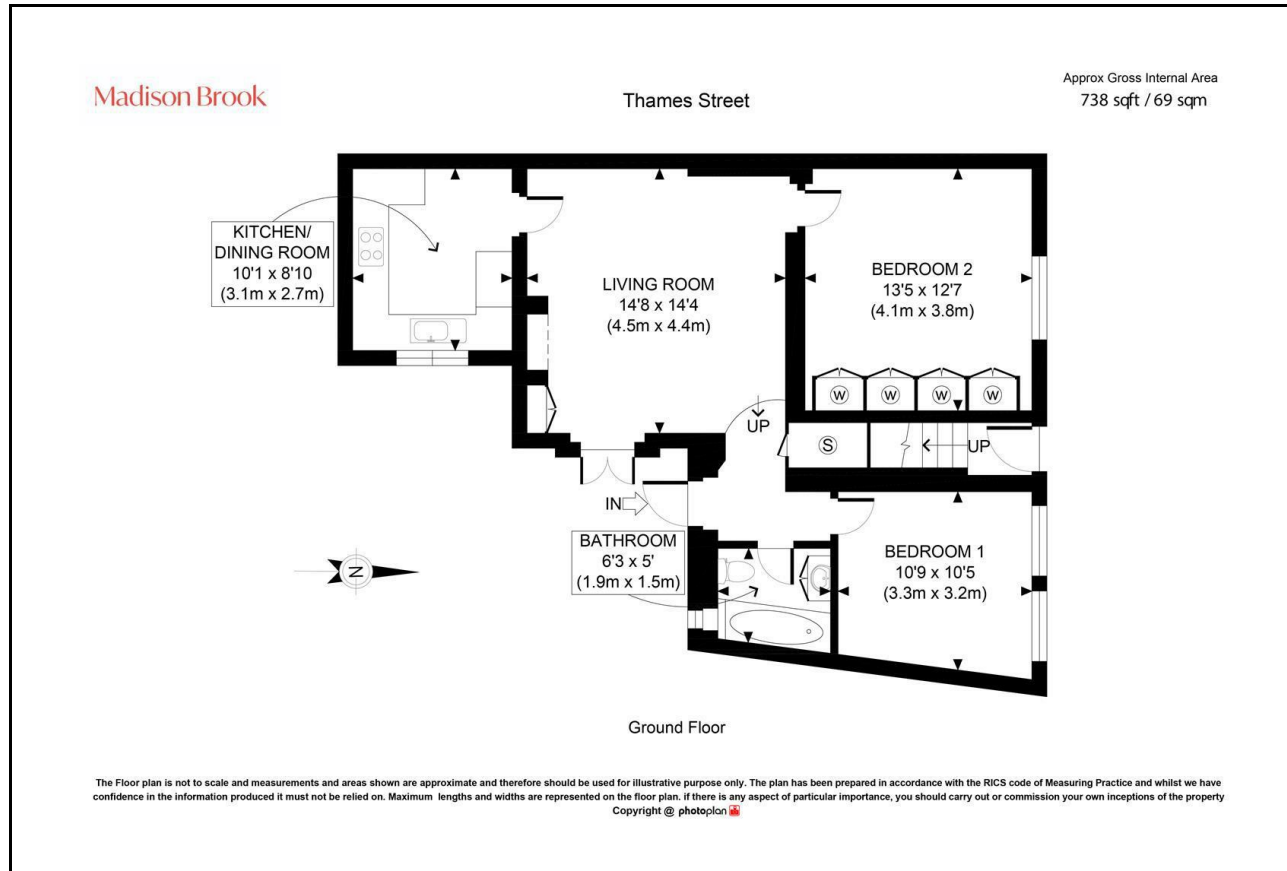 Madison Brook
Thames Street
Approx Gross Internal Area
738 sqft / 69 sqm
KITCHEN/
DINING ROOM
10'1 x 8'10
(3.1m x 2.7m)
LIVING ROOM
14'8 x 14'4
(4.5m x 4.4m)
BEDROOM 2
13'5 x 12'7
(4.1m x 3.8m)
W W W W
UP
S
UP
IN
BATHROOM
6'3 x 5'
(1.9m x 1.5m)
BEDROOM 1
10'9 x 10'5
(3.3m x 3.2m)
N
Ground Floor
The Floor plan is not to scale and measurements and areas shown are approximate and therefore should be used for illustrative purpose only. The plan has been prepared in accordance with the RICS code of Measuring Practice and whilst we have
confidence in the information produced it must not be relied on. Maximum lengths and widths are represented on the floor plan. if there is any aspect of particular importance, you should carry out or commission your own inceptions of the property
Copyright @ photoplan